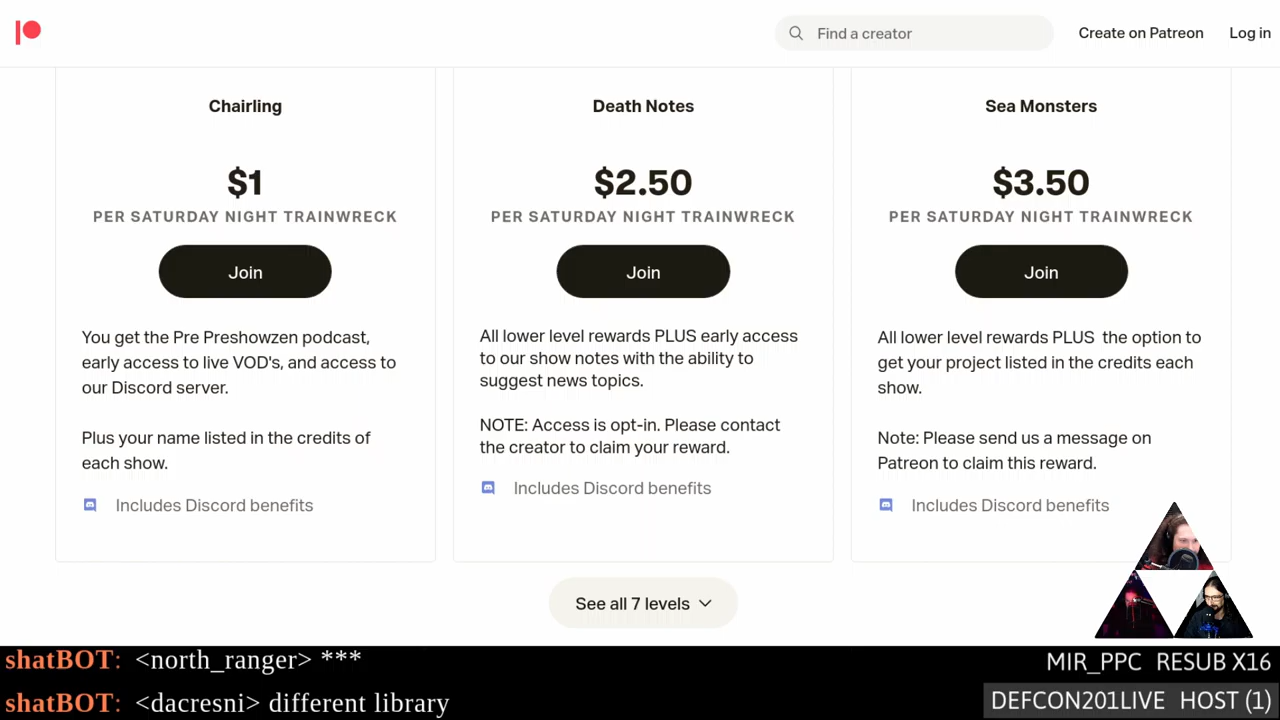 Find a creator
Create on Patreon
Log in
Chairling
$1
PER SATURDAY NIGHT TRAINWRECK
Join
You get the Pre Preshowzen podcast,
early access to live VOD's, and access to
our Discord server.
Plus your name listed in the credits of
each show.
Includes Discord benefits
Death Notes
$2.50
PER SATURDAY NIGHT TRAINWRECK
Join
All lower level rewards PLUS early access
to our show notes with the ability to
suggest news topics.
NOTE: Access is opt-in. Please contact
the creator to claim your reward.
Includes Discord benefits
Sea Monsters
$3.50
PER SATURDAY NIGHT TRAINWRECK
Join
All lower level rewards PLUS  the option to
get your project listed in the credits each
show.
Note: Please send us a message on
Patreon to claim this reward.
Includes Discord benefits
See all 7 levels
shatBOT: <north_ranger> ***
MIR_PPC RESUB X16
shatBOT: <dacresni> different library
DEFCON201LIVE HOST (1)